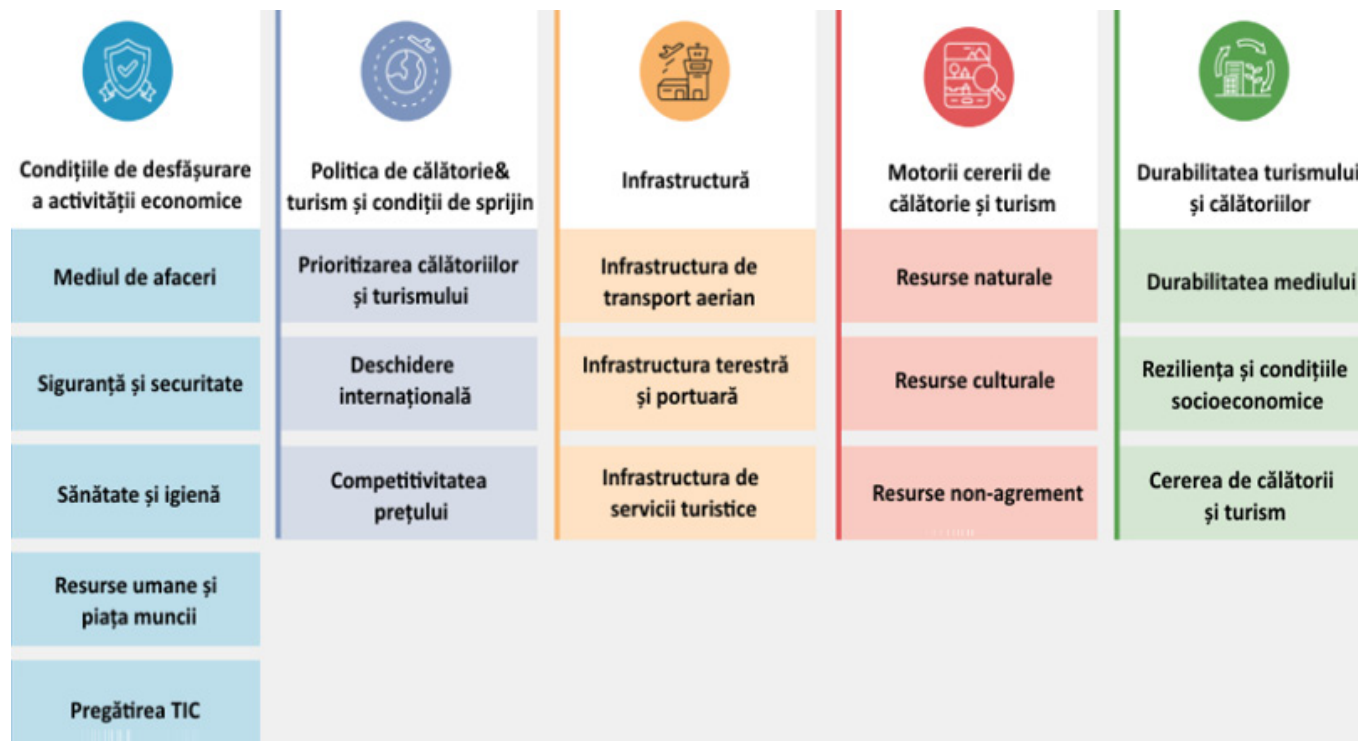 Condițiile de desfășurare
a activității economice
Mediul de afaceri
Siguranță și securitate
Sănătate și igienă
Resurse umane și
piața muncii
Pregătirea TIC
Politica de călătorie&
turism și condiții de sprijin
Prioritizarea călătoriilor
și turismului
Deschidere
internațională
Competitivitatea
prețului
Infrastructură
Infrastructura de
transport aerian
Infrastructura terestră
și portuară
Infrastructura de
servicii turistice
Motorii cererii de
călătorie și turism
Resurse naturale
Resurse culturale
Resurse non-agrement
Durabilitatea turismului
și călătoriilor
Durabilitatea mediului
Reziliența și condițiile
socioeconomice
Cererea de călătorii
și turism